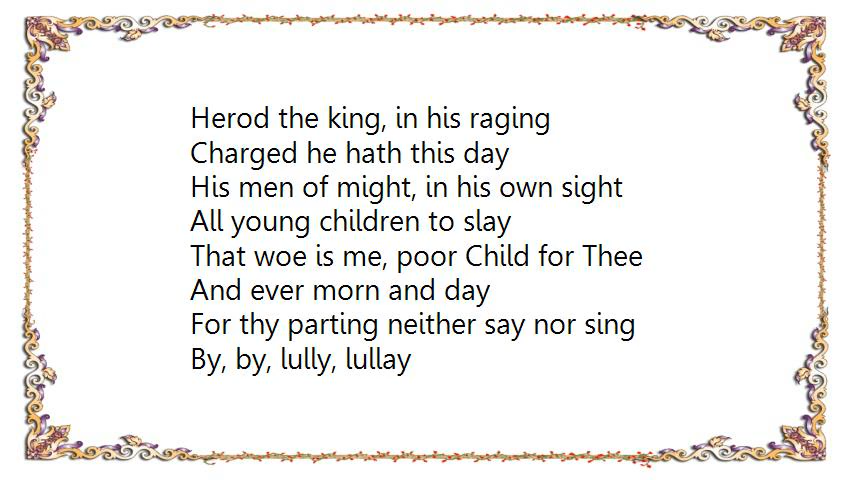 Herod the king, in his raging
Charged he hath this day
His men of might, in his own sight
All young children to slay
That woe is me, poor Child for Thee
And ever morn and day
For thy parting neither say nor sing
By, by, lully, lullay